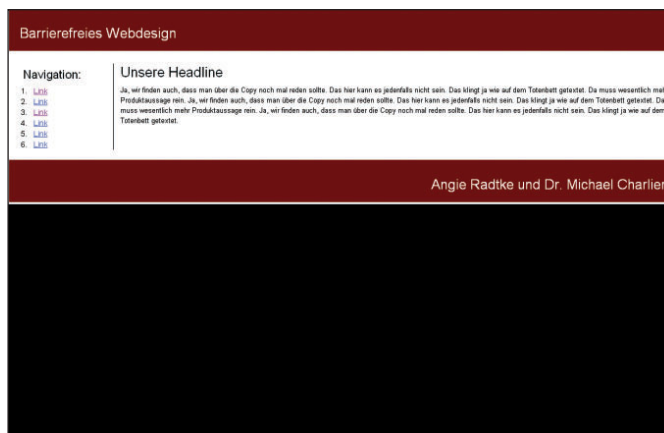 Barrierefreies Webdesign
Navigation:
1. Link
2. Link
3. Link
4. Link
5. Link
6. Link
Unsere Headline
Ja, wir finden auch, dass man über die Copy noch mal reden sollte. Das hier kann es jedenfalls nicht sein. Das klingt ja wie auf dem Totenbett getextet. Da muss wesentlich meh
Produktaussage rein. Ja, wir finden auch, dass man über die Copy noch mal reden sollte. Das hier kann es jedenfalls nicht sein. Das klingt ja wie auf dem Totenbett getextet. Da
muss wesentlich mehr Produktaussage rein. Ja, wir finden auch, dass man über die Copy noch mal reden sollte. Das hier kann es jedenfalls nicht sein. Das klingt ja wie auf dem
Totenbett getextet.
Angie Radtke und Dr. Michael Charlier